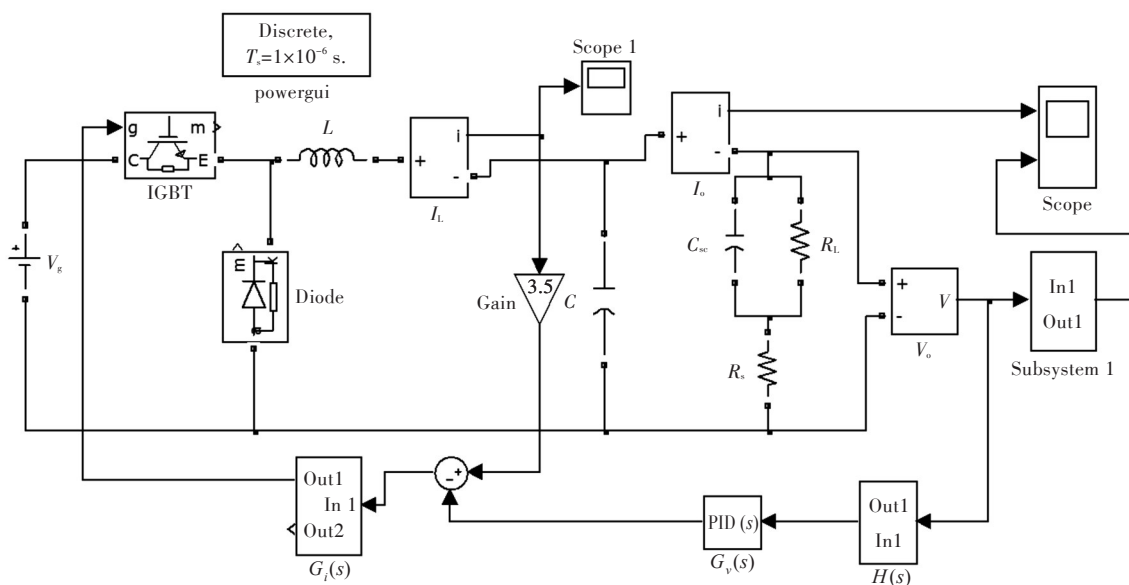 Discrete,
Tₛ=1×10⁻⁶ s.
powergui
Scope 1
g m
C E
IGBT
L
+ i
-
I_L
+ i
-
I_o
Scope
+
V_g
m k
Diode
3.5
Gain
C
C_sc
R_L
R_s
+ V
-
V_o
In1
Out1
Subsystem 1
Out1
In 1
Out2
G_i(s)
- +
PID (s)
G_v(s)
Out1
In1
H(s)